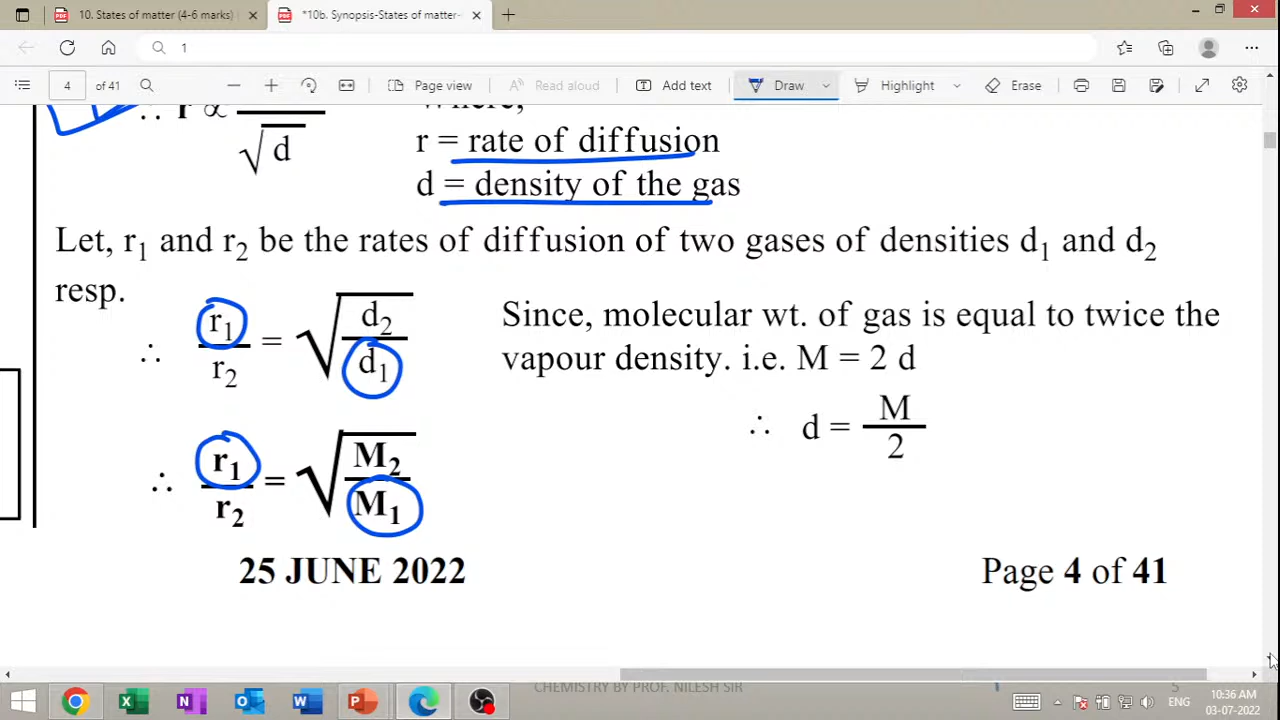 10. States of matter (4-6 marks)
*10b. Synopsis-States of matter-
1
4 of 41
Page view
Read aloud
Add text
Draw
Highlight
Erase
∴ r ∝ √d
r = rate of diffusion
d = density of the gas
Let, r₁ and r₂ be the rates of diffusion of two gases of densities d₁ and d₂
resp.
∴ r₁/r₂ = √(d₂/d₁)
Since, molecular wt. of gas is equal to twice the
vapour density. i.e. M = 2 d
∴ d = M/2
∴ r₁/r₂ = √(M₂/M₁)
25 JUNE 2022
Page 4 of 41
CHEMISTRY BY PROF. NILESH SIR
5
ENG
10:36 AM
03-07-2022